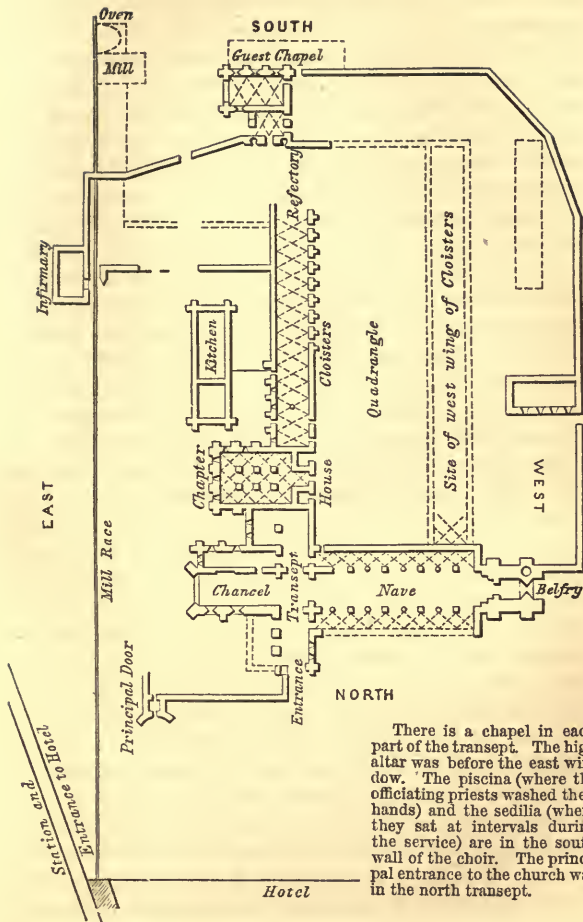 SOUTH
Oven
Mill
Guest Chapel
Refectory
Infirmary
Kitchen
Cloisters
Quadrangle
Site of west wing of Cloisters
EAST
Mill Race
WEST
Chapter
House
Chancel
Transept
Nave
Belfry
Principal Door
Entrance
NORTH
Station and
Entrance to Hotel
Hotel
There is a chapel in eac
part of the transept. The hig
altar was before the east win
dow. The piscina (where th
officiating priests washed the
hands) and the sedilia (wher
they sat at intervals durin
the service) are in the sout
wall of the choir. The princ
pal entrance to the church wa
in the north transept.